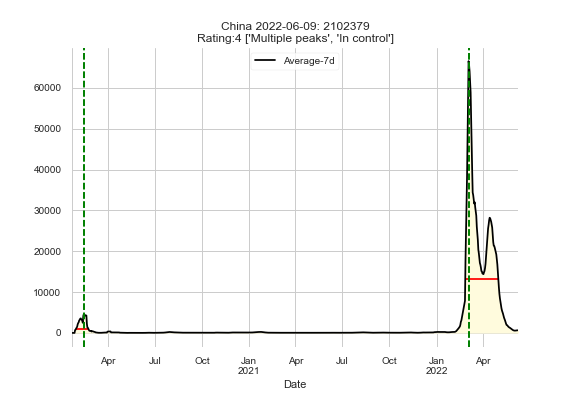 China 2022-06-09: 2102379
Rating:4 ['Multiple peaks', 'In control']
Average-7d
60000
50000
40000
30000
20000
10000
0
Apr Jul Oct Jan Apr Jul Oct Jan Apr
2021 2022
Date